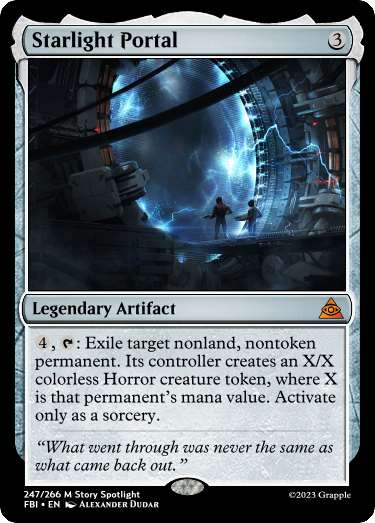 Starlight Portal 3
Legendary Artifact
4, T: Exile target nonland, nontoken
permanent. Its controller creates an X/X
colorless Horror creature token, where X
is that permanent's mana value. Activate
only as a sorcery.
“What went through was never the same as
what came back out.”
247/266 M Story Spotlight
FBI • EN Alexander Dudar
©2023 Grapple